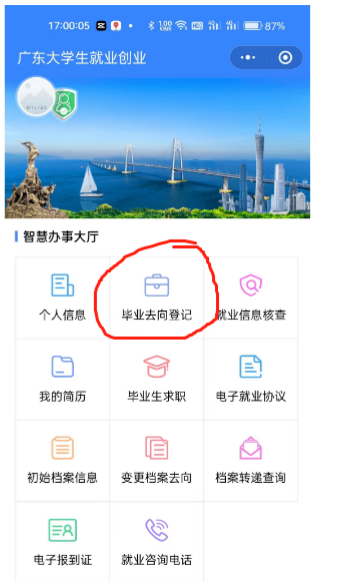 17:00:05
87%
广东大学生就业创业
智慧办事大厅
个人信息
毕业去向登记
就业信息核查
我的简历
毕业生求职
电子就业协议
初始档案信息
变更档案去向
档案转递查询
电子报到证
就业咨询电话